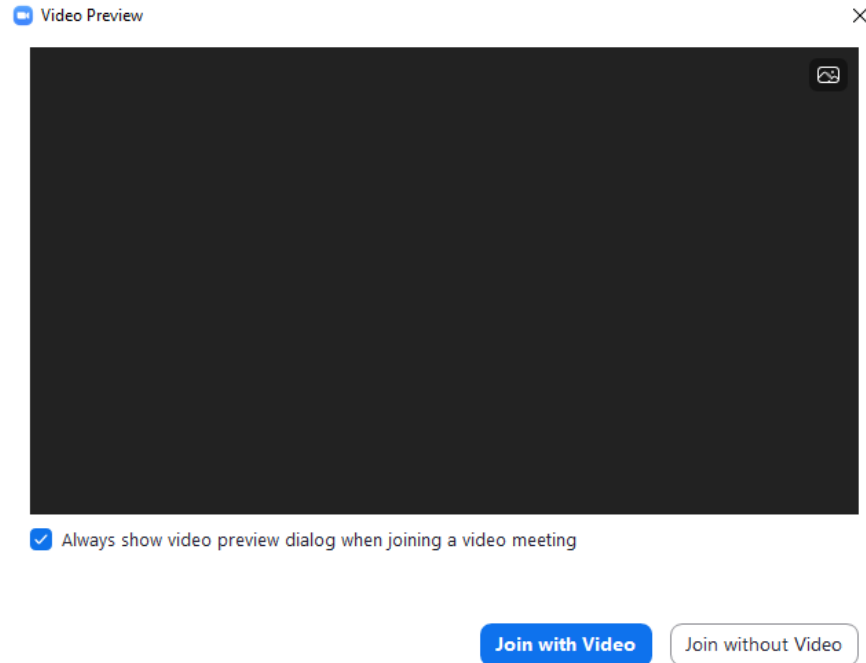 Video Preview
Always show video preview dialog when joining a video meeting
Join with Video
Join without Video